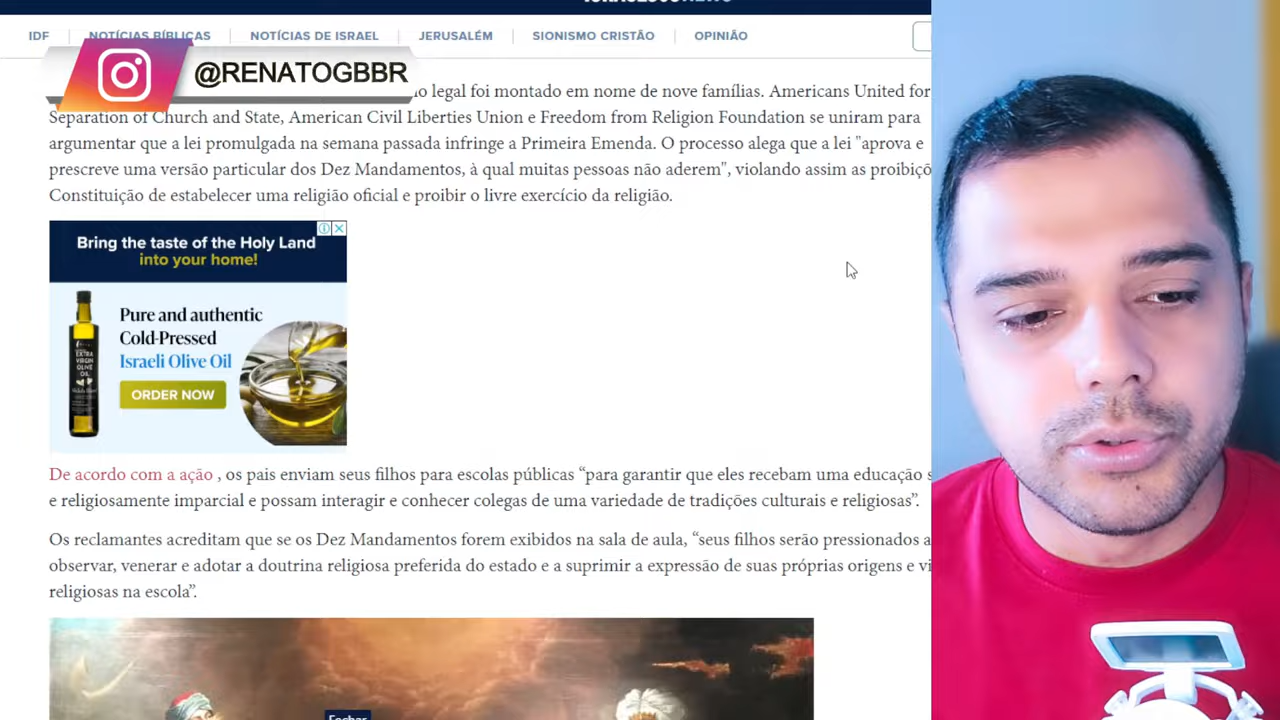 IDF NOTÍCIAS BÍBLICAS NOTÍCIAS DE ISRAEL JERUSALÉM SIONISMO CRISTÃO OPINIÃO
@RENATOGBBR
legal foi montado em nome de nove famílias. Americans United for
Separation of Church and State, American Civil Liberties Union e Freedom from Religion Foundation se uniram para
argumentar que a lei promulgada na semana passada infringe a Primeira Emenda. O processo alega que a lei "aprova e
prescreve uma versão particular dos Dez Mandamentos, à qual muitas pessoas não aderem", violando assim as
Constituição de estabelecer uma religião oficial e proibir o livre exercício da religião.
Bring the taste of the Holy Land
into your home!
Pure and authentic
Cold-Pressed
Israeli Olive Oil
ORDER NOW
EXTRA
VIRGIN
OLIVE
OIL
De acordo com a ação , os pais enviam seus filhos para escolas públicas “para garantir que eles recebam uma educação
e religiosamente imparcial e possam interagir e conhecer colegas de uma variedade de tradições culturais e religiosas”.
Os reclamantes acreditam que se os Dez Mandamentos forem exibidos na sala de aula, “seus filhos serão pressionados a
observar, venerar e adotar a doutrina religiosa preferida do estado e a suprimir a expressão de suas próprias origens e
religiosas na escola”.
Fechar